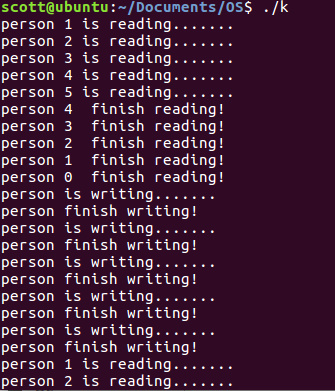 scott@ubuntu:~/Documents/OS$ ./k
person 1 is reading.......
person 2 is reading.......
person 3 is reading.......
person 4 is reading.......
person 5 is reading.......
person 4  finish reading!
person 3  finish reading!
person 2  finish reading!
person 1  finish reading!
person 0  finish reading!
person is writing.......
person finish writing!
person is writing.......
person finish writing!
person is writing.......
person finish writing!
person is writing.......
person finish writing!
person is writing.......
person finish writing!
person 1 is reading.......
person 2 is reading.......